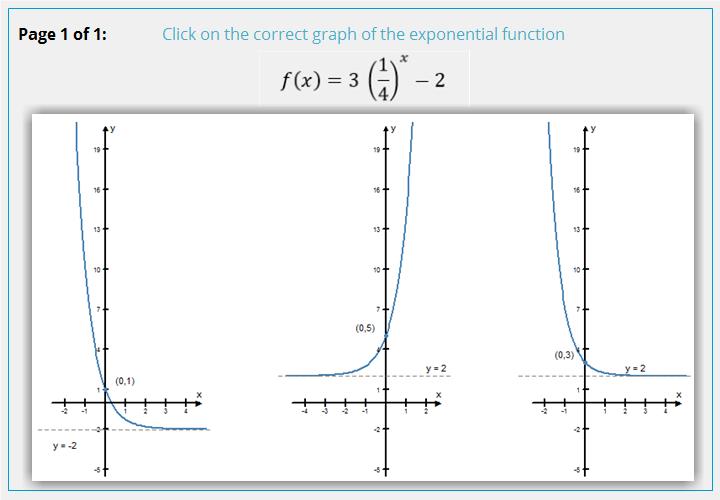 Page 1 of 1: Click on the correct graph of the exponential function
f(x) = 3 (1/4)^x − 2
y y y
19 19 19
16 16 16
13 13 13
10 10 10
7 7 7
(0,5)
4 4 4 (0,3)
y = 2 y = 2
(0,1)
1 1 1
x x x
-2 -1 1 2 3 4 -4 -3 -2 -1 1 2 -2 -1 1 2 3 4
-2 -2 -2
y = -2
-5 -5 -5